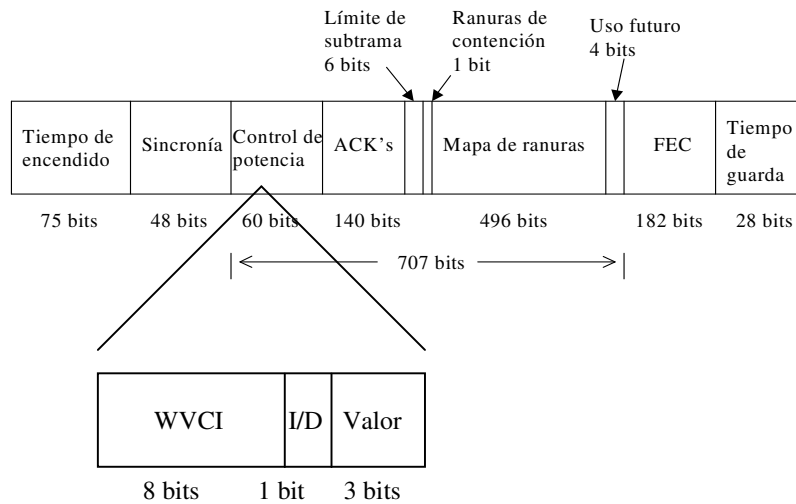 Límite de
subtrama
6 bits
Ranuras de
contención
1 bit
Uso futuro
4 bits
Tiempo de
encendido
Sincronía
Control de
potencia
ACK's
Mapa de ranuras
FEC
Tiempo
de
guarda
75 bits
48 bits
60 bits
140 bits
496 bits
182 bits
28 bits
707 bits
WVCI
I/D
Valor
8 bits
1 bit
3 bits